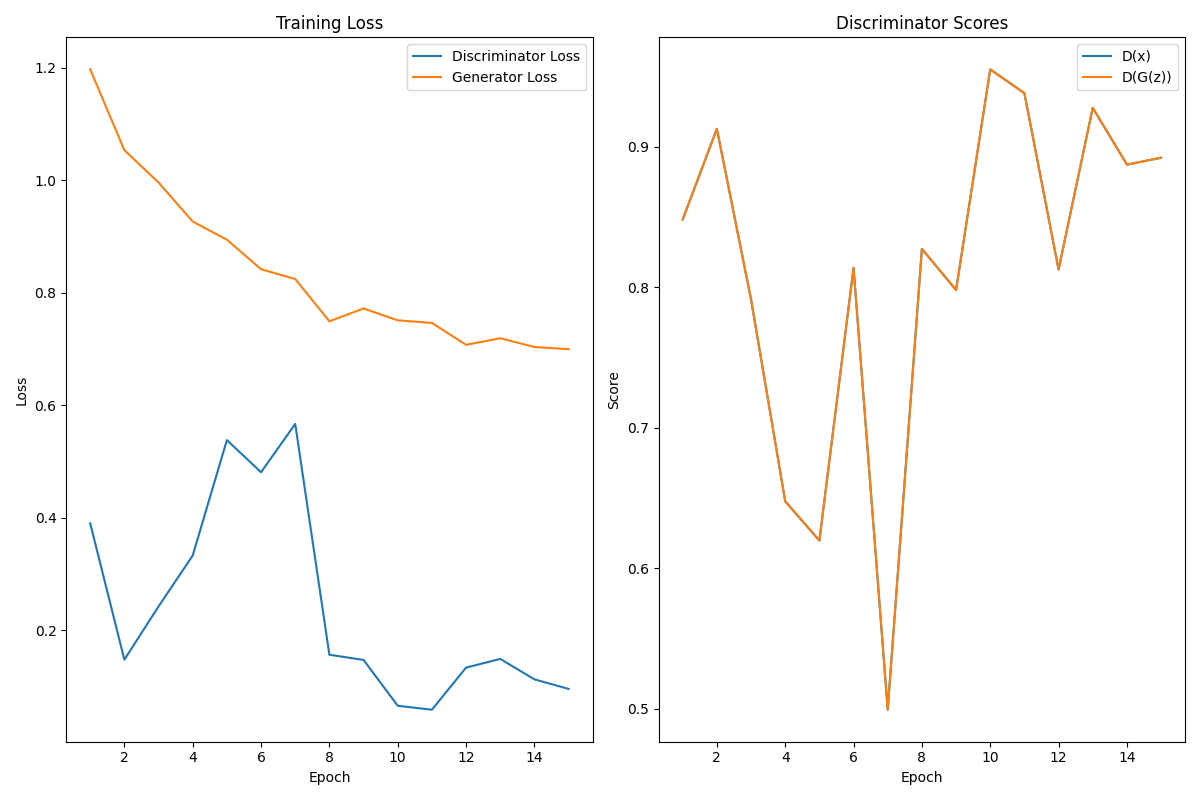 Training Loss
Discriminator Loss
Generator Loss
1.2
1.0
0.8
0.6
0.4
0.2
Loss
2 4 6 8 10 12 14
Epoch
Discriminator Scores
D(x)
D(G(z))
0.9
0.8
0.7
0.6
0.5
Score
2 4 6 8 10 12 14
Epoch